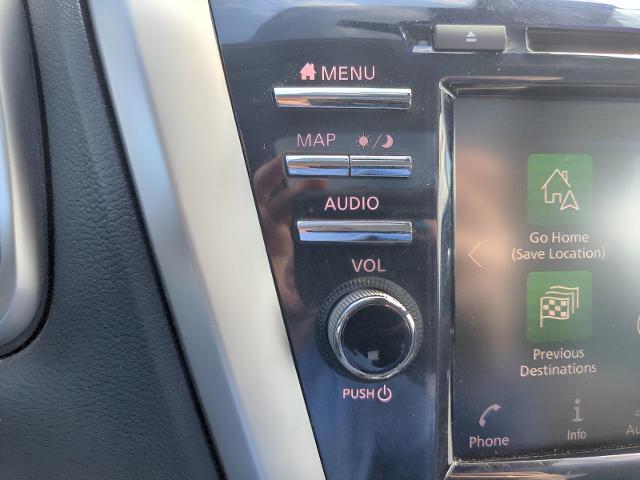 MENU
MAP /
AUDIO
VOL
PUSH
Go Home
(Save Location)
Previous
Destinations
Phone
Info